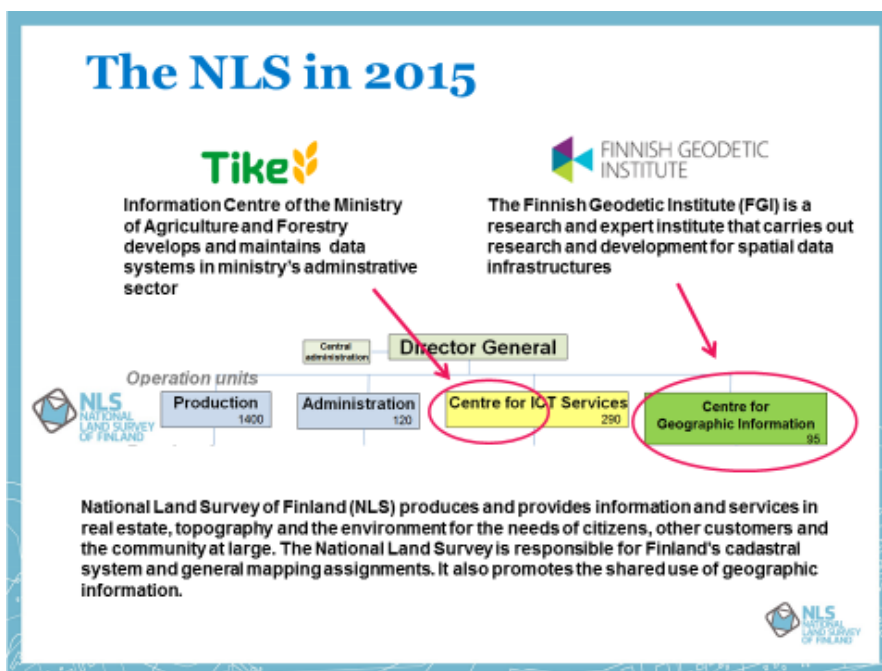 The NLS in 2015
Tike
Information Centre of the Ministry
of Agriculture and Forestry
develops and maintains data
systems in ministry's adminstrative
sector
FINNISH GEODETIC
INSTITUTE
The Finnish Geodetic Institute (FGI) is a
research and expert institute that carries out
research and development for spatial data
infrastructures
Central
administration
Director General
Operation units
NLS
NATIONAL
LAND SURVEY
OF FINLAND
Production
1400
Administration
120
Centre for ICT Services
290
Centre for
Geographic Information
95
National Land Survey of Finland (NLS) produces and provides information and services in
real estate, topography and the environment for the needs of citizens, other customers and
the community at large. The National Land Survey is responsible for Finland's cadastral
system and general mapping assignments. It also promotes the shared use of geographic
information.
NLS
NATIONAL
LAND SURVEY
OF FINLAND